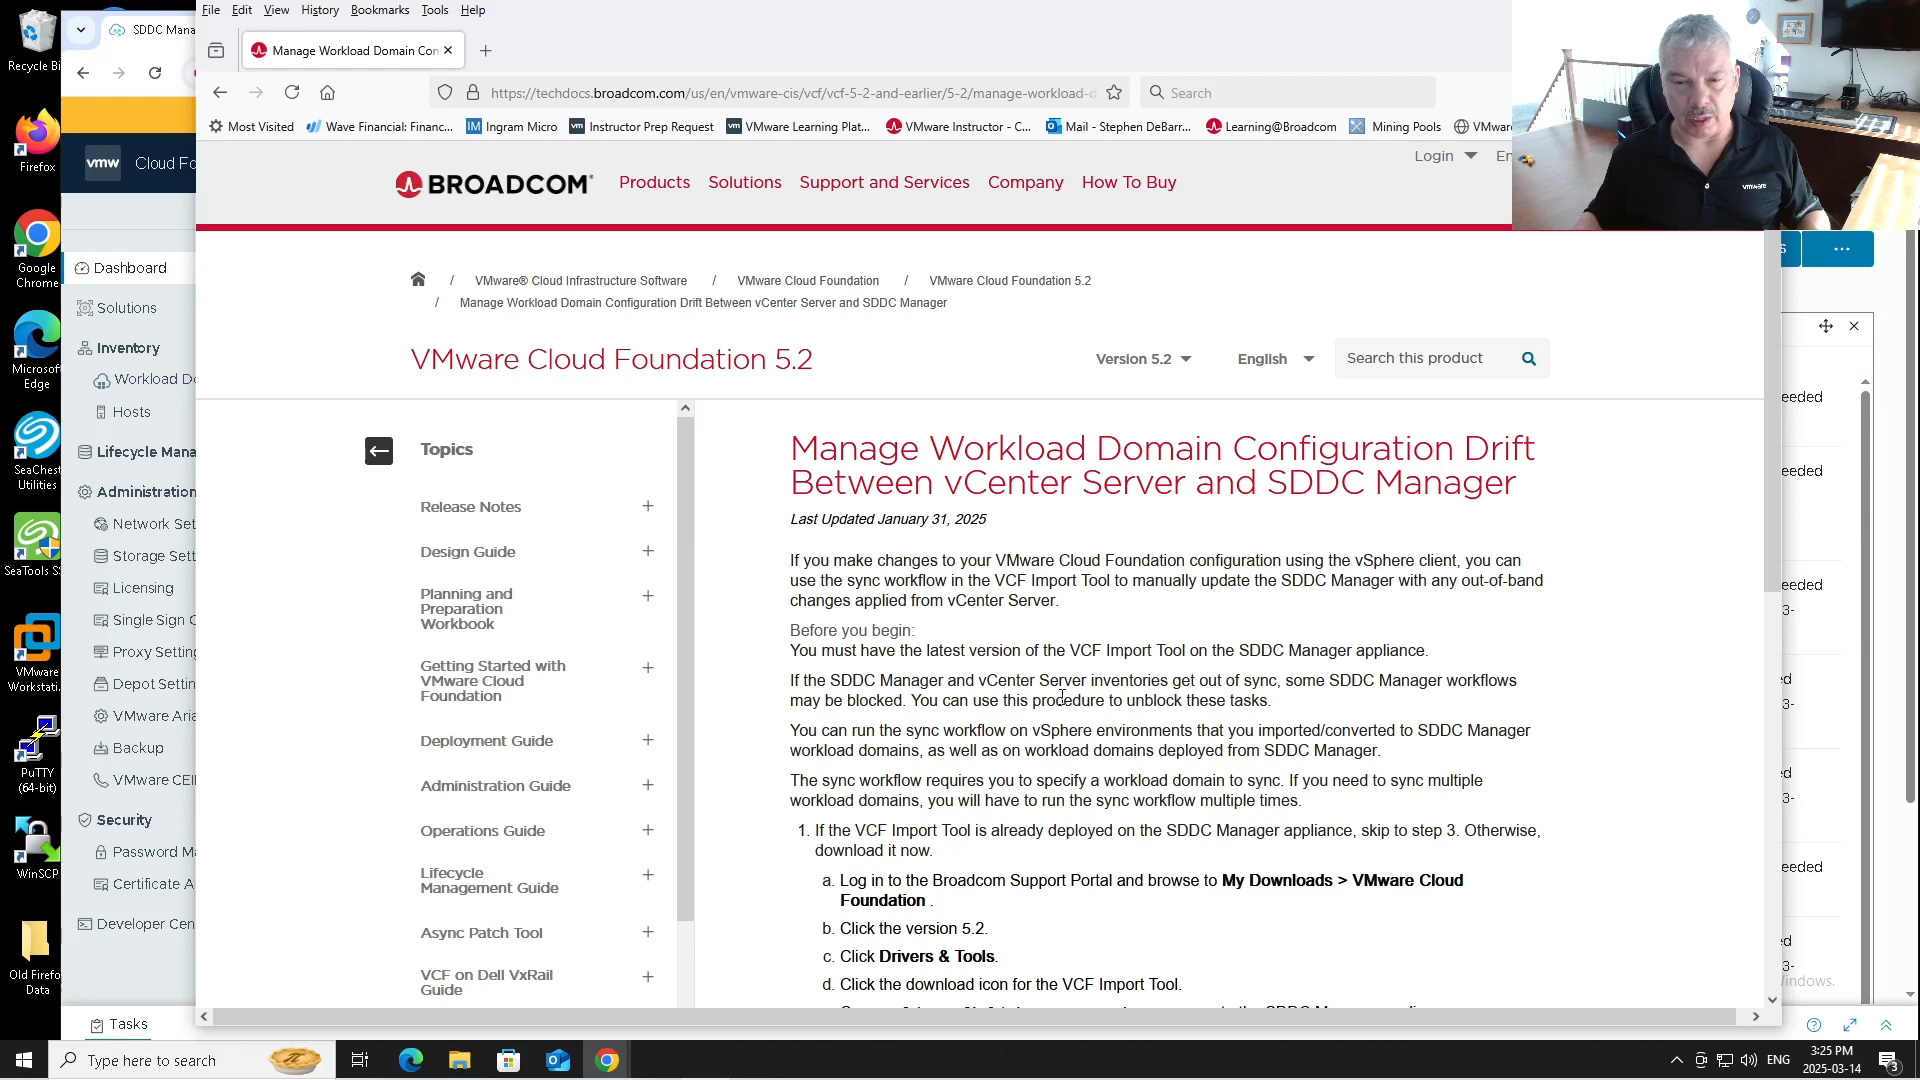 Recycle Bi
Firefox
Google
Chrome
Microsof
Edge
SeaChest
Utilities
SeaTools S
VMware
Workstati
PuTTY
(64-bit)
WinSCP
Old Firefo
Data
SDDC Mana
vmw
Cloud Fo
Dashboard
Solutions
Inventory
Workload Do
Hosts
Lifecycle Mana
Administration
Network Set
Storage Sett
Licensing
Single Sign O
Proxy Setting
Depot Settin
VMware Aria
Backup
VMware CEI
Security
Password Ma
Certificate A
Developer Cen
Tasks
File Edit View History Bookmarks Tools Help
Manage Workload Domain Con
https://techdocs.broadcom.com/us/en/vmware-cis/vcf/vcf-5-2-and-earlier/5-2/manage-workload-d
Search
Most Visited Wave Financial: Financ... Ingram Micro Instructor Prep Request VMware Learning Plat... VMware Instructor - C... Mail - Stephen DeBarr... Learning@Broadcom Mining Pools VMwar
Login En
BROADCOM Products Solutions Support and Services Company How To Buy
/ VMware® Cloud Infrastructure Software / VMware Cloud Foundation / VMware Cloud Foundation 5.2
/ Manage Workload Domain Configuration Drift Between vCenter Server and SDDC Manager
VMware Cloud Foundation 5.2
Version 5.2
English
Search this product
Topics
Release Notes
Design Guide
Planning and
Preparation
Workbook
Getting Started with
VMware Cloud
Foundation
Deployment Guide
Administration Guide
Operations Guide
Lifecycle
Management Guide
Async Patch Tool
VCF on Dell VxRail
Guide
Manage Workload Domain Configuration Drift
Between vCenter Server and SDDC Manager
Last Updated January 31, 2025
If you make changes to your VMware Cloud Foundation configuration using the vSphere client, you can
use the sync workflow in the VCF Import Tool to manually update the SDDC Manager with any out-of-band
changes applied from vCenter Server.
Before you begin:
You must have the latest version of the VCF Import Tool on the SDDC Manager appliance.
If the SDDC Manager and vCenter Server inventories get out of sync, some SDDC Manager workflows
may be blocked. You can use this procedure to unblock these tasks.
You can run the sync workflow on vSphere environments that you imported/converted to SDDC Manager
workload domains, as well as on workload domains deployed from SDDC Manager.
The sync workflow requires you to specify a workload domain to sync. If you need to sync multiple
workload domains, you will have to run the sync workflow multiple times.
1. If the VCF Import Tool is already deployed on the SDDC Manager appliance, skip to step 3. Otherwise,
download it now.
a. Log in to the Broadcom Support Portal and browse to My Downloads > VMware Cloud
Foundation .
b. Click the version 5.2.
c. Click Drivers & Tools.
d. Click the download icon for the VCF Import Tool.
vmware
S ...
eeded
eeded
eeded
3-
ed
3-
ed
3-
eeded
ed
3-
indows.
Type here to search
ENG
3:25 PM
2025-03-14
3